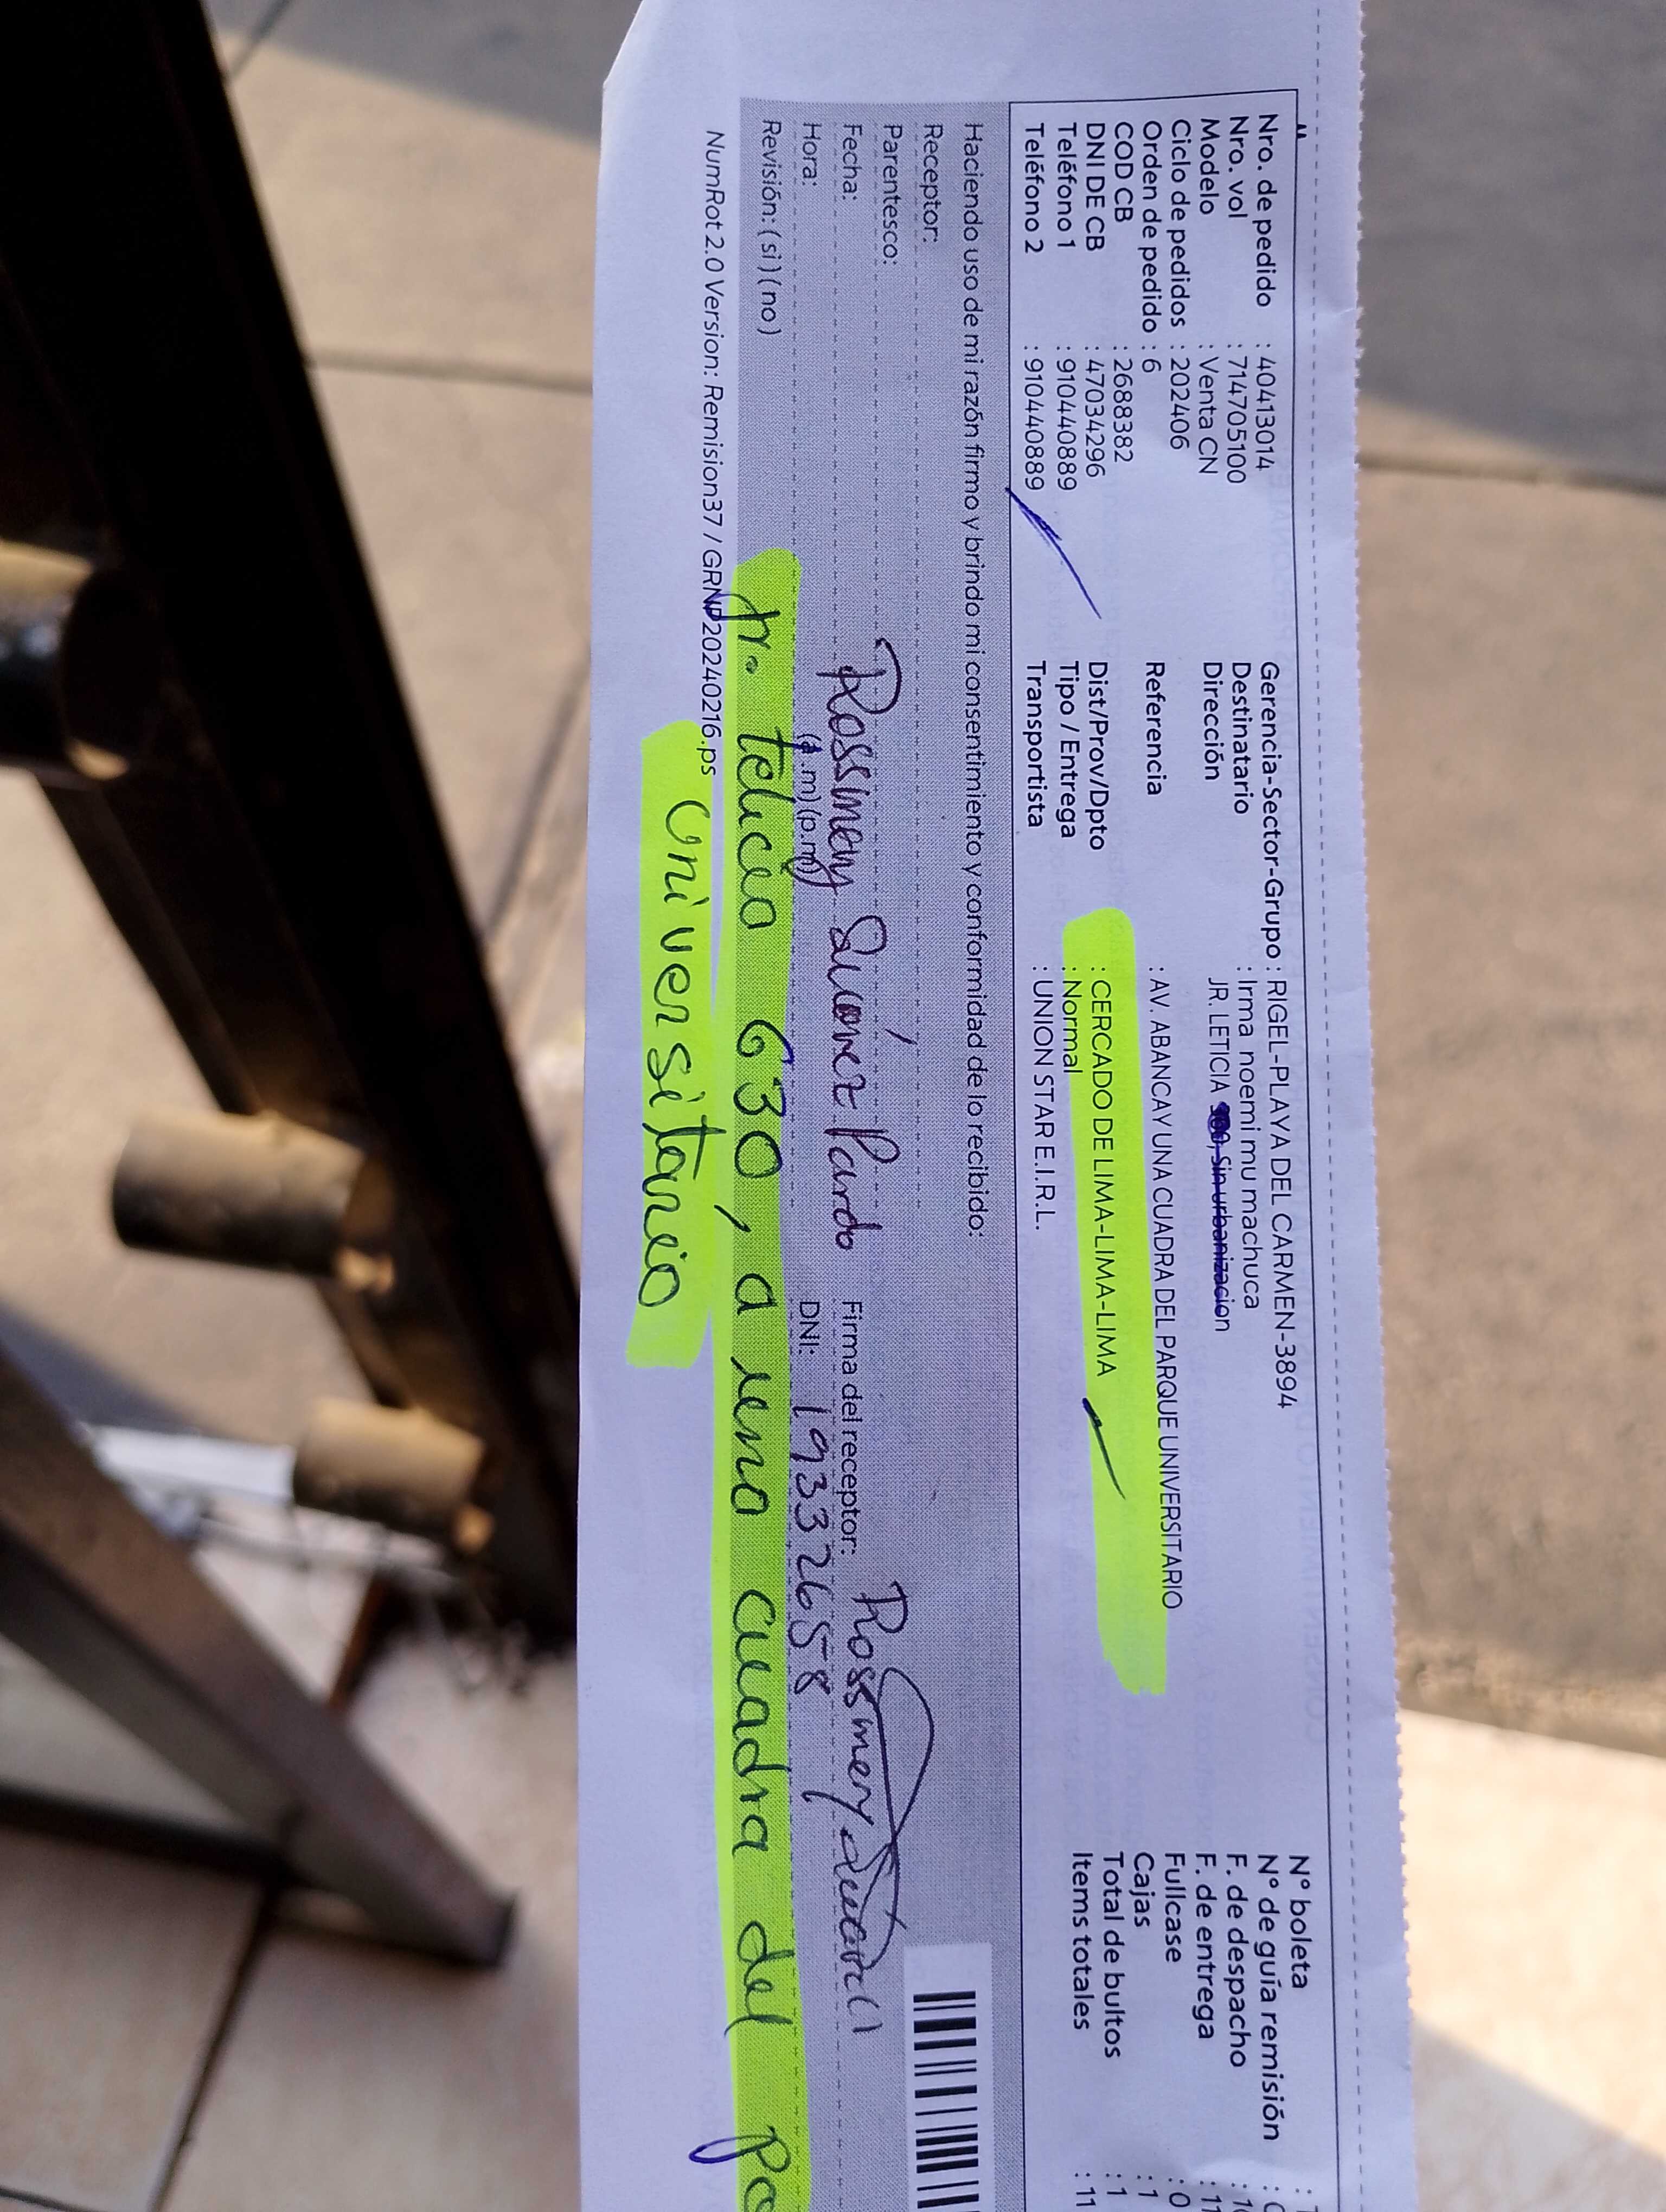 Nro. de pedido : 40413014
Nro. vol : 714705100
Modelo : Venta CN
Ciclo de pedidos : 202406
Orden de pedido : 6
COD CB : 2688382
DNI DE CB : 47034296
Teléfono 1 : 910440889
Teléfono 2 : 910440889
Gerencia-Sector-Grupo : RIGEL-PLAYA DEL CARMEN-3894
Destinatario : Irma noemi mu machuca
Dirección JR. LETICIA Sin urbanizacion
Referencia : AV. ABANCAY UNA CUADRA DEL PARQUE UNIVERSITARIO
Dist/Prov/Dpto : CERCADO DE LIMA-LIMA-LIMA
Tipo / Entrega : Normal
Transportista : UNION STAR E.I.R.L.
N° boleta :
N° de guía remisión :
F. de despacho :
F. de entrega :
Fullcase : 0
Cajas : 1
Total de bultos : 1
Items totales : 11
Haciendo uso de mi razón firmo y brindo mi consentimiento y conformidad de lo recibido:
Receptor:
Parentesco:
Fecha: Rossmery Suárez Pardo Firma del receptor: Rossmery
Hora: (a.m)(p.m) DNI: 19332658
Revisión: (si) (no) Jr. leticia 630, a una cuadra del
Universitario
NumRot 2.0 Version: Remision37 / GRNP20240216.ps